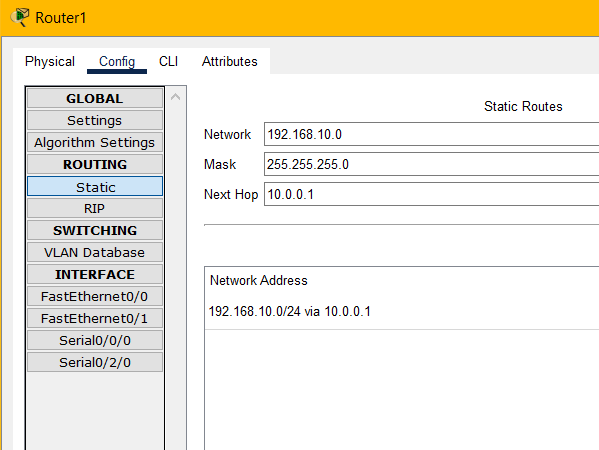 Router1
Physical Config CLI Attributes
GLOBAL
Settings
Algorithm Settings
ROUTING
Static
RIP
SWITCHING
VLAN Database
INTERFACE
FastEthernet0/0
FastEthernet0/1
Serial0/0/0
Serial0/2/0
Static Routes
Network 192.168.10.0
Mask 255.255.255.0
Next Hop 10.0.0.1
Network Address
192.168.10.0/24 via 10.0.0.1